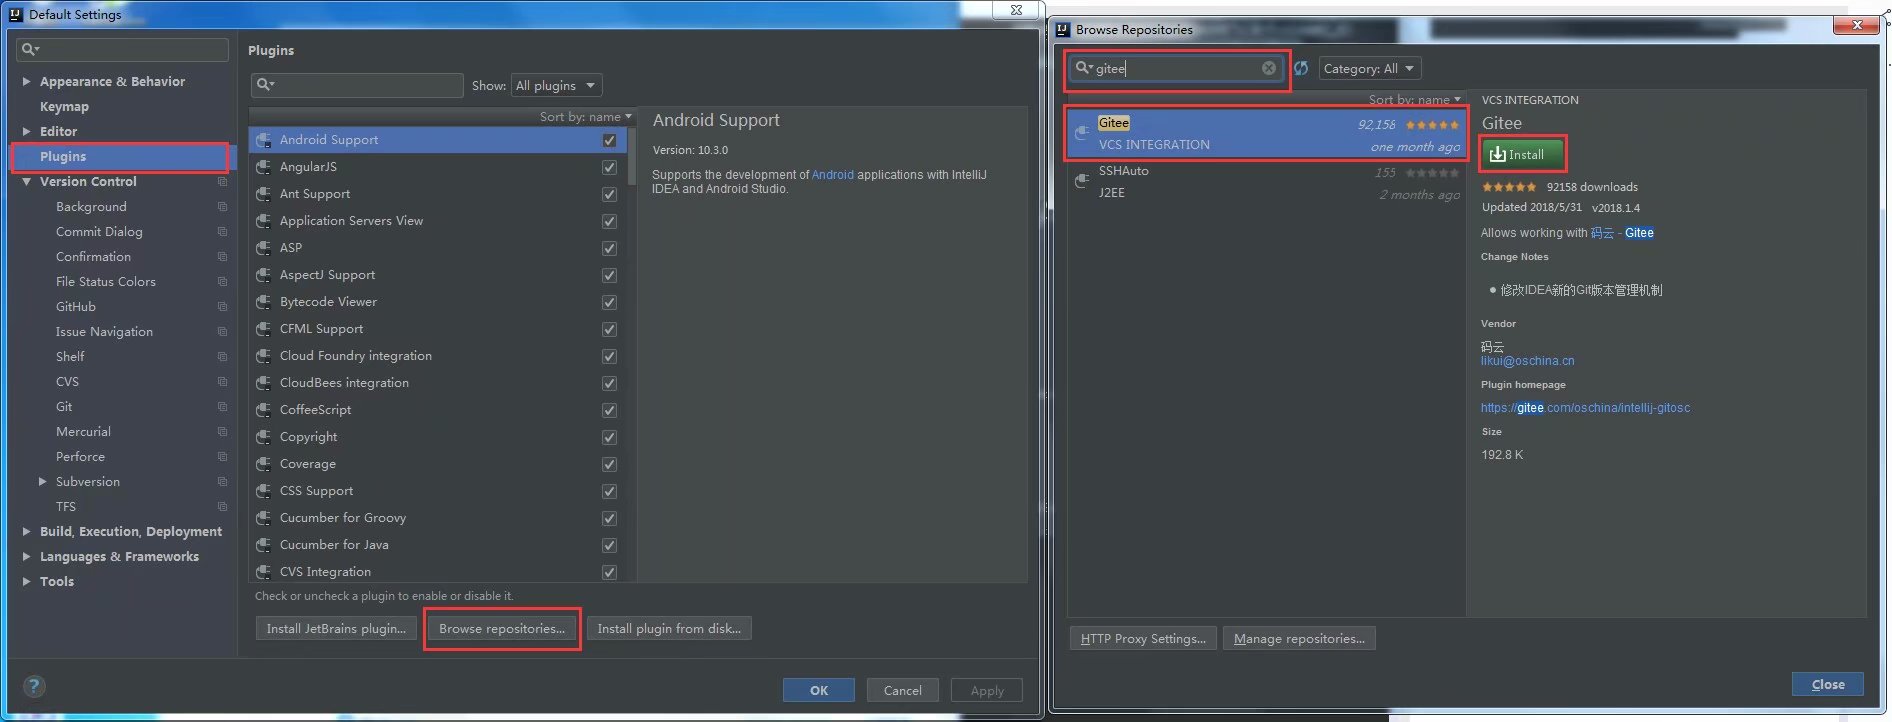 Default Settings
Appearance & Behavior
Keymap
Editor
Plugins
Version Control
Background
Commit Dialog
Confirmation
File Status Colors
GitHub
Issue Navigation
Shelf
CVS
Git
Mercurial
Perforce
Subversion
TFS
Build, Execution, Deployment
Languages & Frameworks
Tools
Plugins
Show: All plugins
Sort by: name
Android Support
AngularJS
Ant Support
Application Servers View
ASP
AspectJ Support
Bytecode Viewer
CFML Support
Cloud Foundry integration
CloudBees integration
CoffeeScript
Copyright
Coverage
CSS Support
Cucumber for Groovy
Cucumber for Java
CVS Integration
Check or uncheck a plugin to enable or disable it.
Install JetBrains plugin... Browse repositories... Install plugin from disk...
Android Support
Version: 10.3.0
Supports the development of Android applications with IntelliJ
IDEA and Android Studio.
?
OK Cancel Apply
Browse Repositories
gitee Category: All
Sort by: name
Gitee 92,158
VCS INTEGRATION one month ago
SSHAuto 155
J2EE 2 months ago
VCS INTEGRATION
Gitee
Install
92158 downloads
Updated 2018/5/31 v2018.1.4
Allows working with 码云 - Gitee
Change Notes
修改IDEA新的Git版本管理机制
Vendor
码云
likui@oschina.cn
Plugin homepage
https://gitee.com/oschina/intellij-gitosc
Size
192.8 K
HTTP Proxy Settings... Manage repositories...
Close